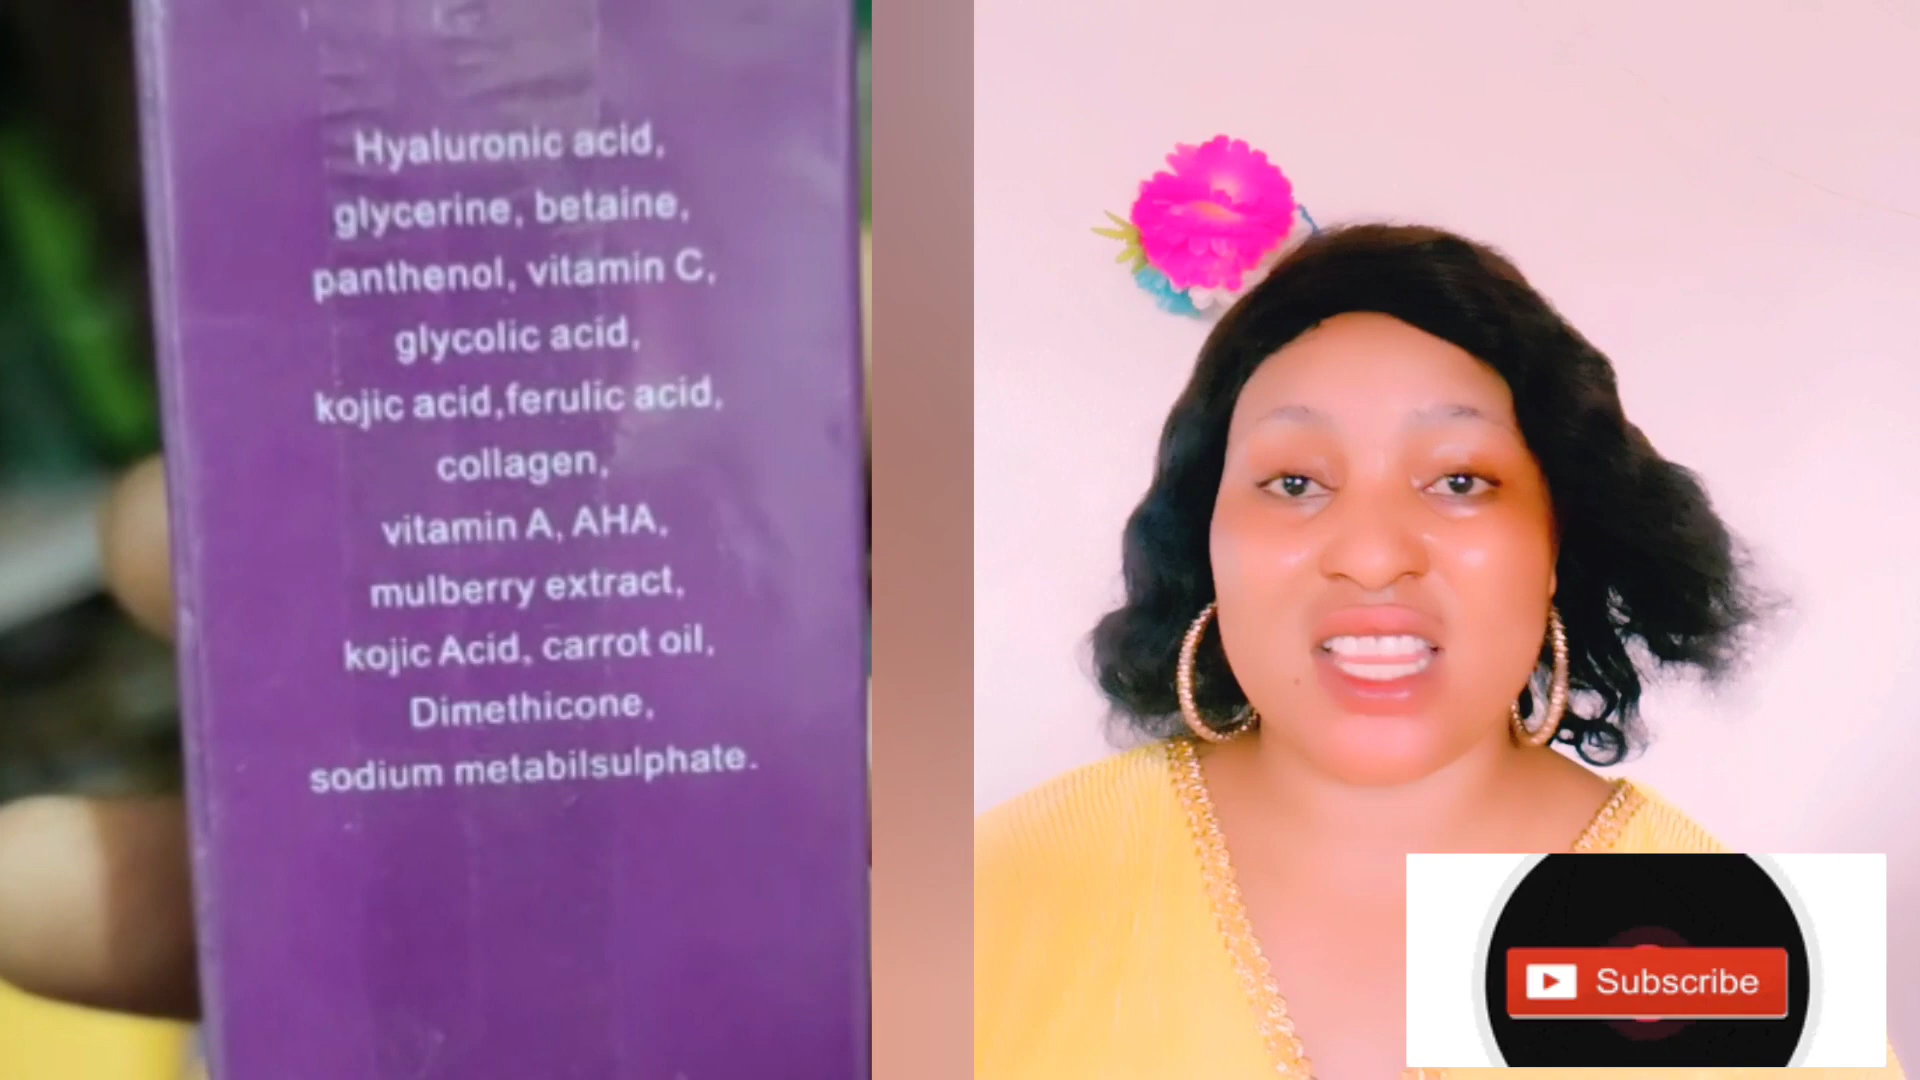 Hyaluronic acid,
glycerine, betaine,
panthenol, vitamin C,
glycolic acid,
kojic acid,ferulic acid,
collagen,
vitamin A, AHA,
mulberry extract,
kojic Acid, carrot oil,
Dimethicone,
sodium metabilsulphate.
Subscribe